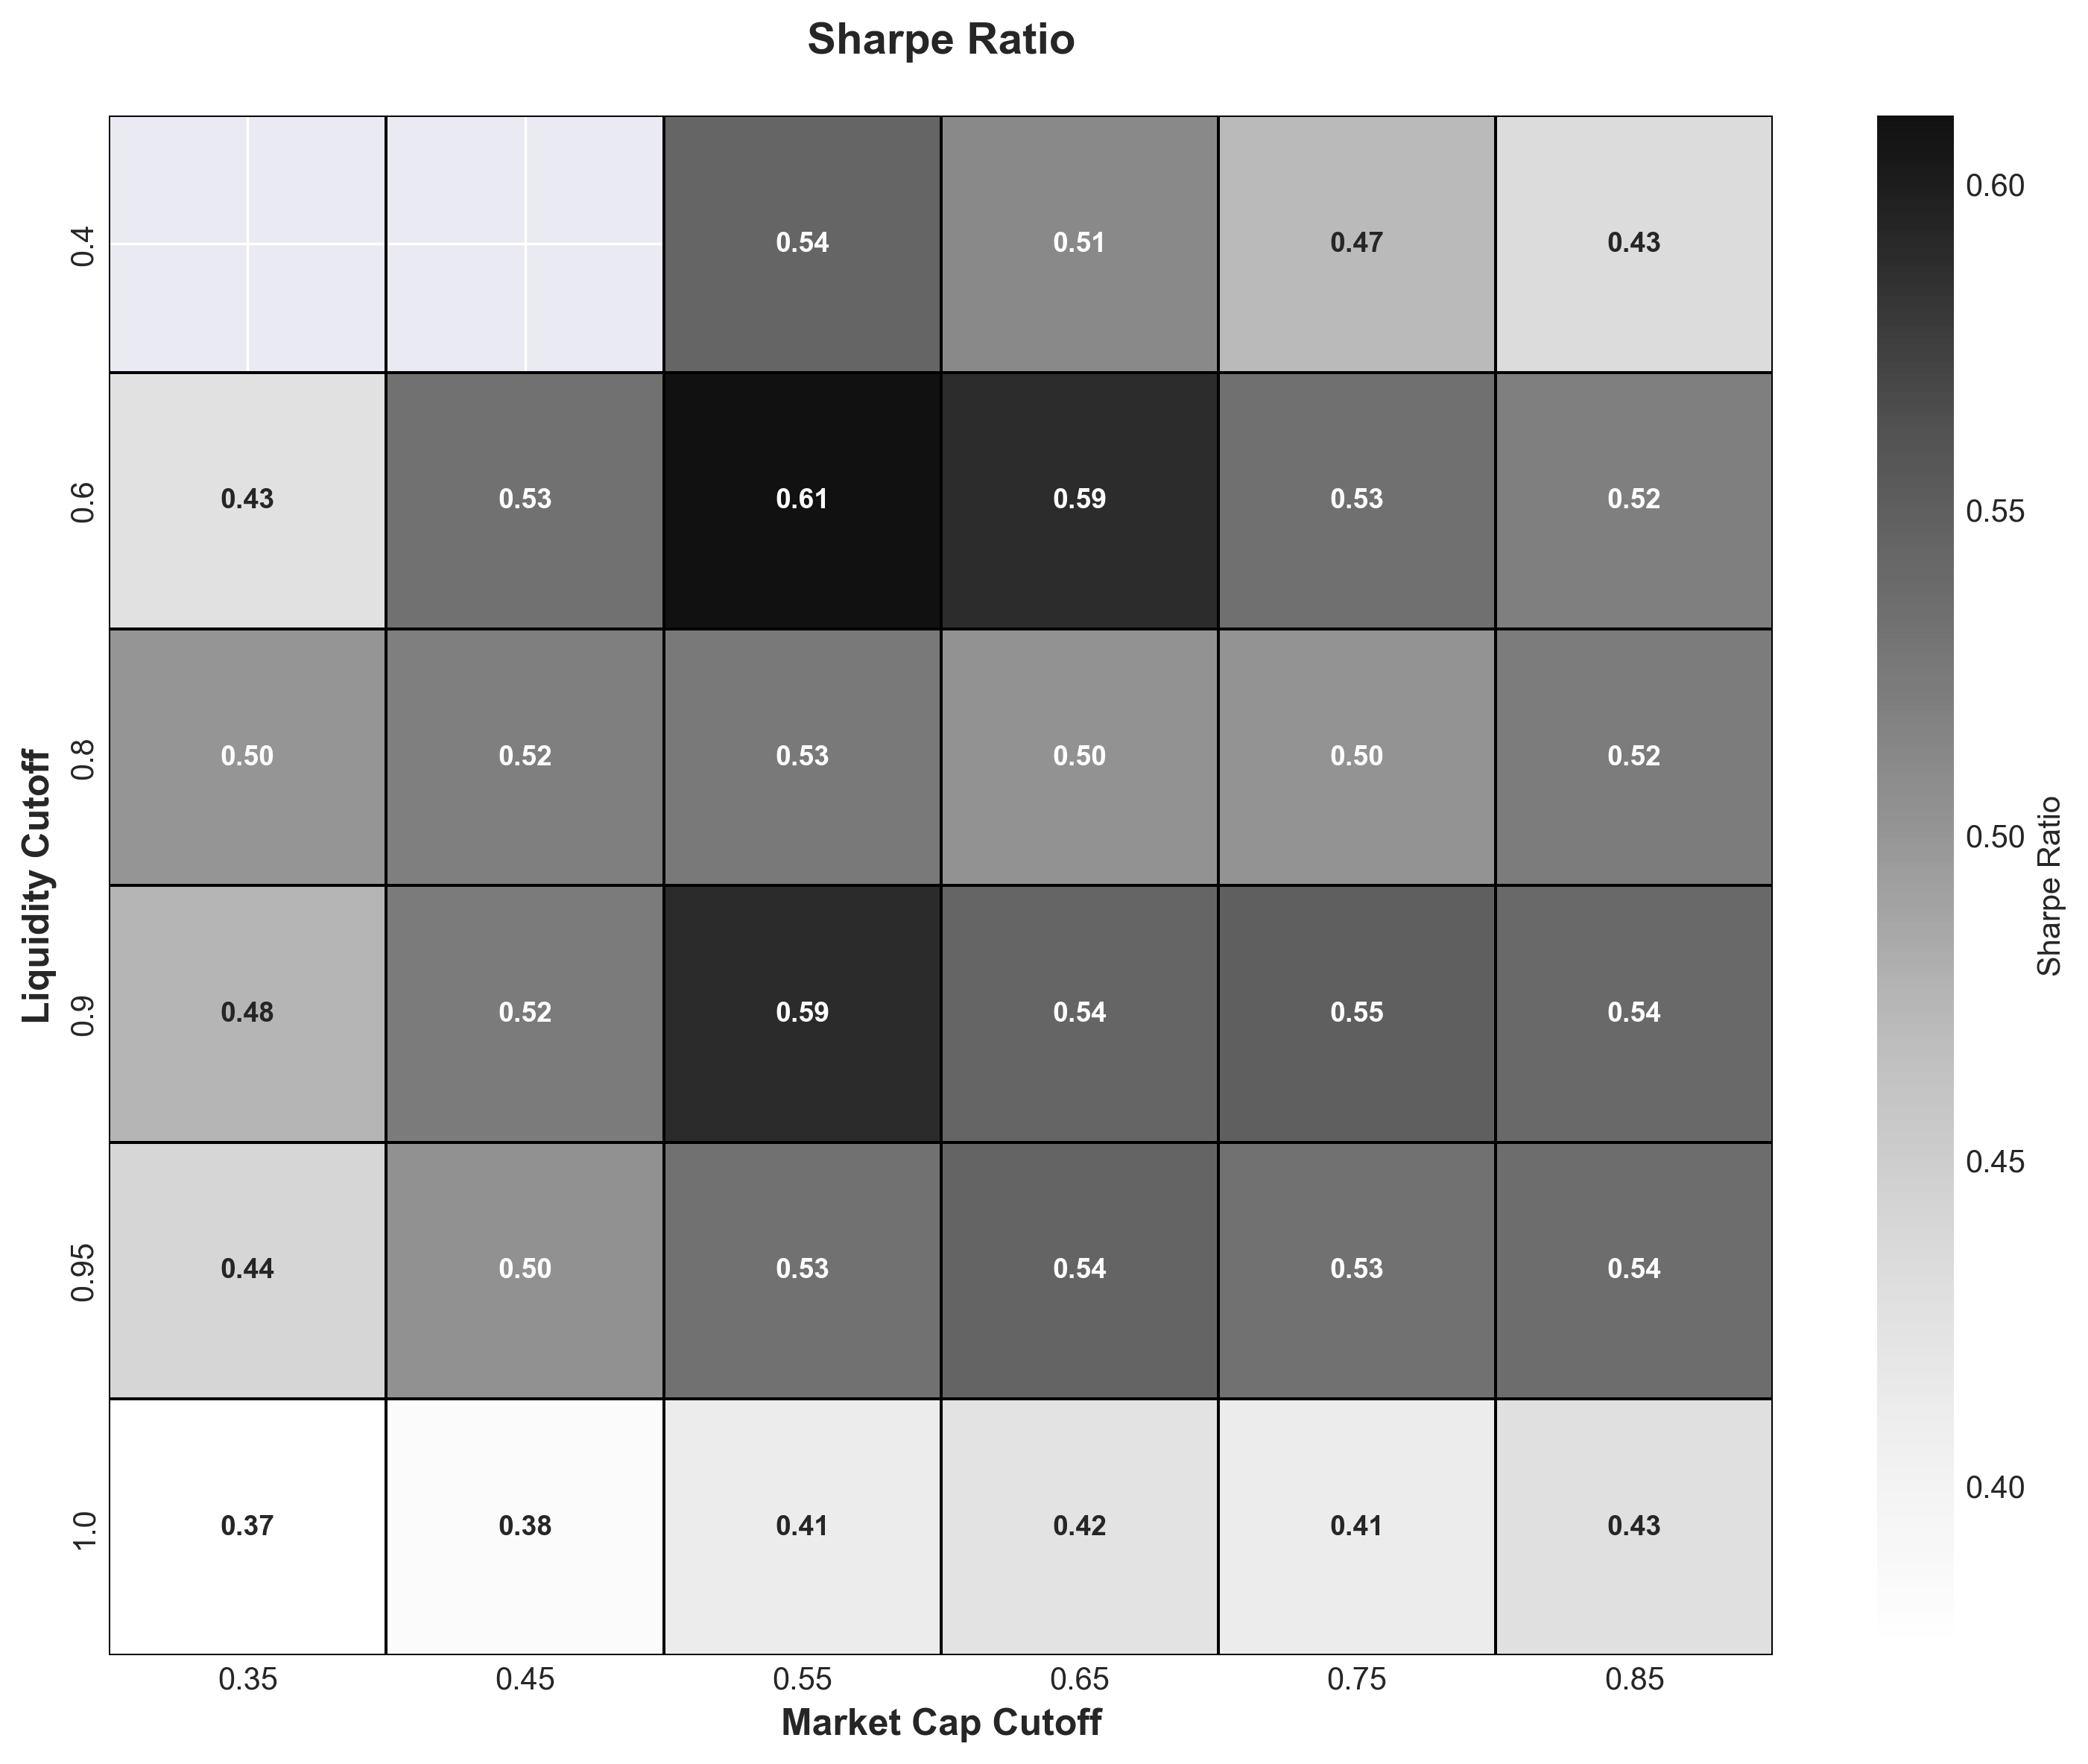 Sharpe Ratio
0.4 0.54 0.51 0.47 0.43
0.6 0.43 0.53 0.61 0.59 0.53 0.52
0.8 0.50 0.52 0.53 0.50 0.50 0.52
0.9 0.48 0.52 0.59 0.54 0.55 0.54
0.95 0.44 0.50 0.53 0.54 0.53 0.54
1.0 0.37 0.38 0.41 0.42 0.41 0.43
Liquidity Cutoff
0.35 0.45 0.55 0.65 0.75 0.85
Market Cap Cutoff
0.60
0.55
0.50
0.45
0.40
Sharpe Ratio